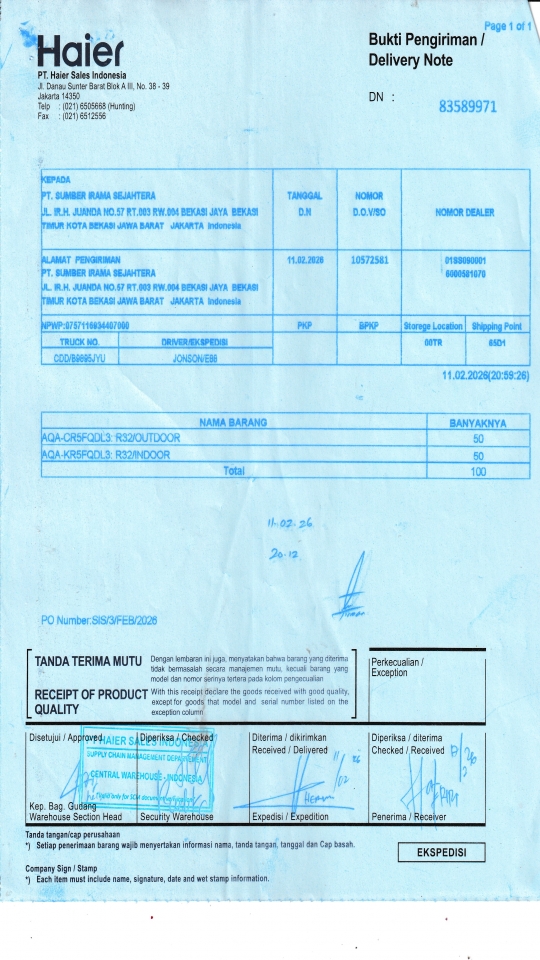 Page 1 of 1
Haier
PT. Haier Sales Indonesia
Jl. Danau Sunter Barat Blok A III, No. 38 - 39
Jakarta 14350
Telp : (021) 6505668 (Hunting)
Fax : (021) 6512556
Bukti Pengiriman /
Delivery Note
DN :
83589971
KEPADA
PT. SUMBER IRAMA SEJAHTERA
JL. IR.H. JUANDA NO.57 RT.003 RW.004 BEKASI JAYA BEKASI
TIMUR KOTA BEKASI JAWA BARAT JAKARTA Indonesia
TANGGAL
D.N
NOMOR
D.O.V/SO
NOMOR DEALER
ALAMAT PENGIRIMAN
PT. SUMBER IRAMA SEJAHTERA
JL. IR.H. JUANDA NO.57 RT.003 RW.004 BEKASI JAYA BEKASI
TIMUR KOTA BEKASI JAWA BARAT JAKARTA Indonesia
11.02.2026
10572581
6000581070
PKP
BPKP
Storege Location
Shipping Point
TRUCK NO.
DRIVER/EKSPEDISI
00TR
65D1
JONSON/E86
11.02.2026(20:59:26)
NAMA BARANG
BANYAKNYA
AQA-CR5FQDL3: R32/OUTDOOR
50
AQA-KR5FQDL3: R32/INDOOR
50
Total
100
11-02-26
20.12
PO Number:SIS/3/FEB/2026
TANDA TERIMA MUTU
Dengan lembaran ini juga, menyatakan bahwa barang yang diterima
tidak bermasalah secara manajemen mutu, kecuali barang yang
model dan nomor serinya tertera pada kolom pengecualian
RECEIPT OF PRODUCT
QUALITY
With this receipt declare the goods received with good quality,
except for goods that model and serial number listed on the
exception column
Perkecualian /
Exception
Disetujui / Approved
Diperiksa / Checked
Diterima / dikirimkan
Received / Delivered
Diperiksa / diterima
Checked / Received
HAIER SALES INDONESIA
SUPPLY CHAIN MANAGEMENT DEPARTEMENT
CENTRAL WAREHOUSE - INDONESIA
11/02
Kep. Bag. Gudang
Warehouse Section Head
Security Warehouse
Expedisi / Expedition
Penerima / Receiver
Tanda tangan/cap perusahaan
*) Setiap penerimaan barang wajib menyertakan informasi nama, tanda tangan, tanggal dan Cap basah.
EKSPEDISI
Company Sign / Stamp
*) Each item must include name, signature, date and wet stamp information.